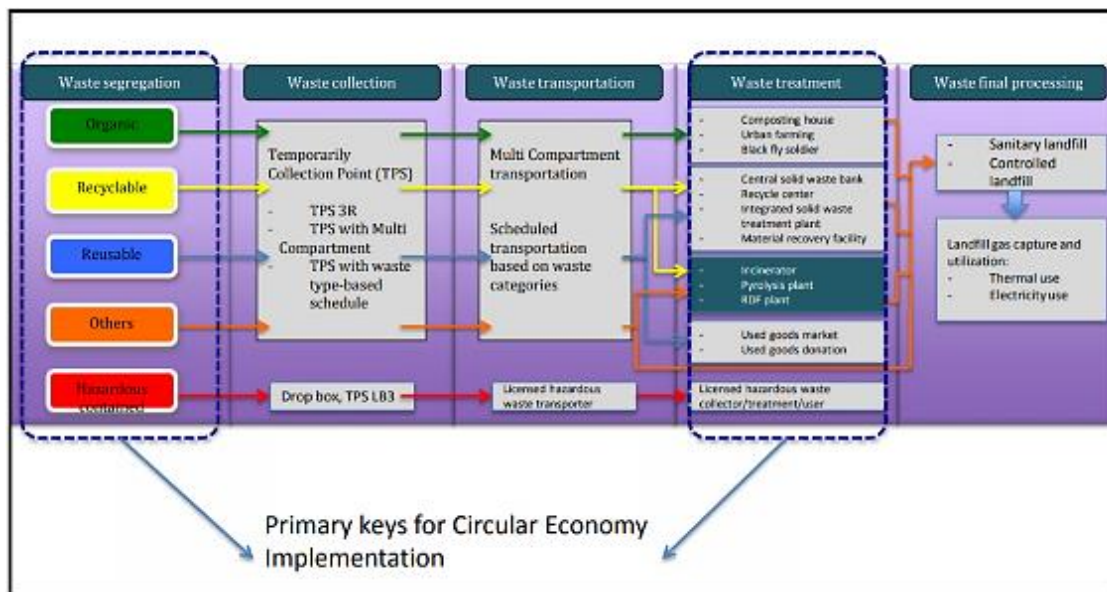 Waste segregation
Waste collection
Waste transportation
Waste treatment
Waste final processing
Organic
Recyclable
Reusable
Others
Hazardous
contained
Temporarily
Collection Point (TPS)
- TPS 3R
- TPS with Multi
Compartment
- TPS with waste
type-based
schedule
Drop box, TPS LB3
Multi Compartment
transportation
Scheduled
transportation
based on waste
categories
Licensed hazardous
waste transporter
- Composting house
- Urban farming
- Black fly soldier
- Central solid waste bank
- Recycle center
- Integrated solid waste
treatment plant
- Material recovery facility
- Incinerator
- Pyrolysis plant
- RDF plant
- Used goods market
- Used goods donation
Licensed hazardous waste
collector/treatment/user
- Sanitary landfill
- Controlled
landfill
Landfill gas capture and
utilization:
- Thermal use
- Electricity use
Primary keys for Circular Economy
Implementation